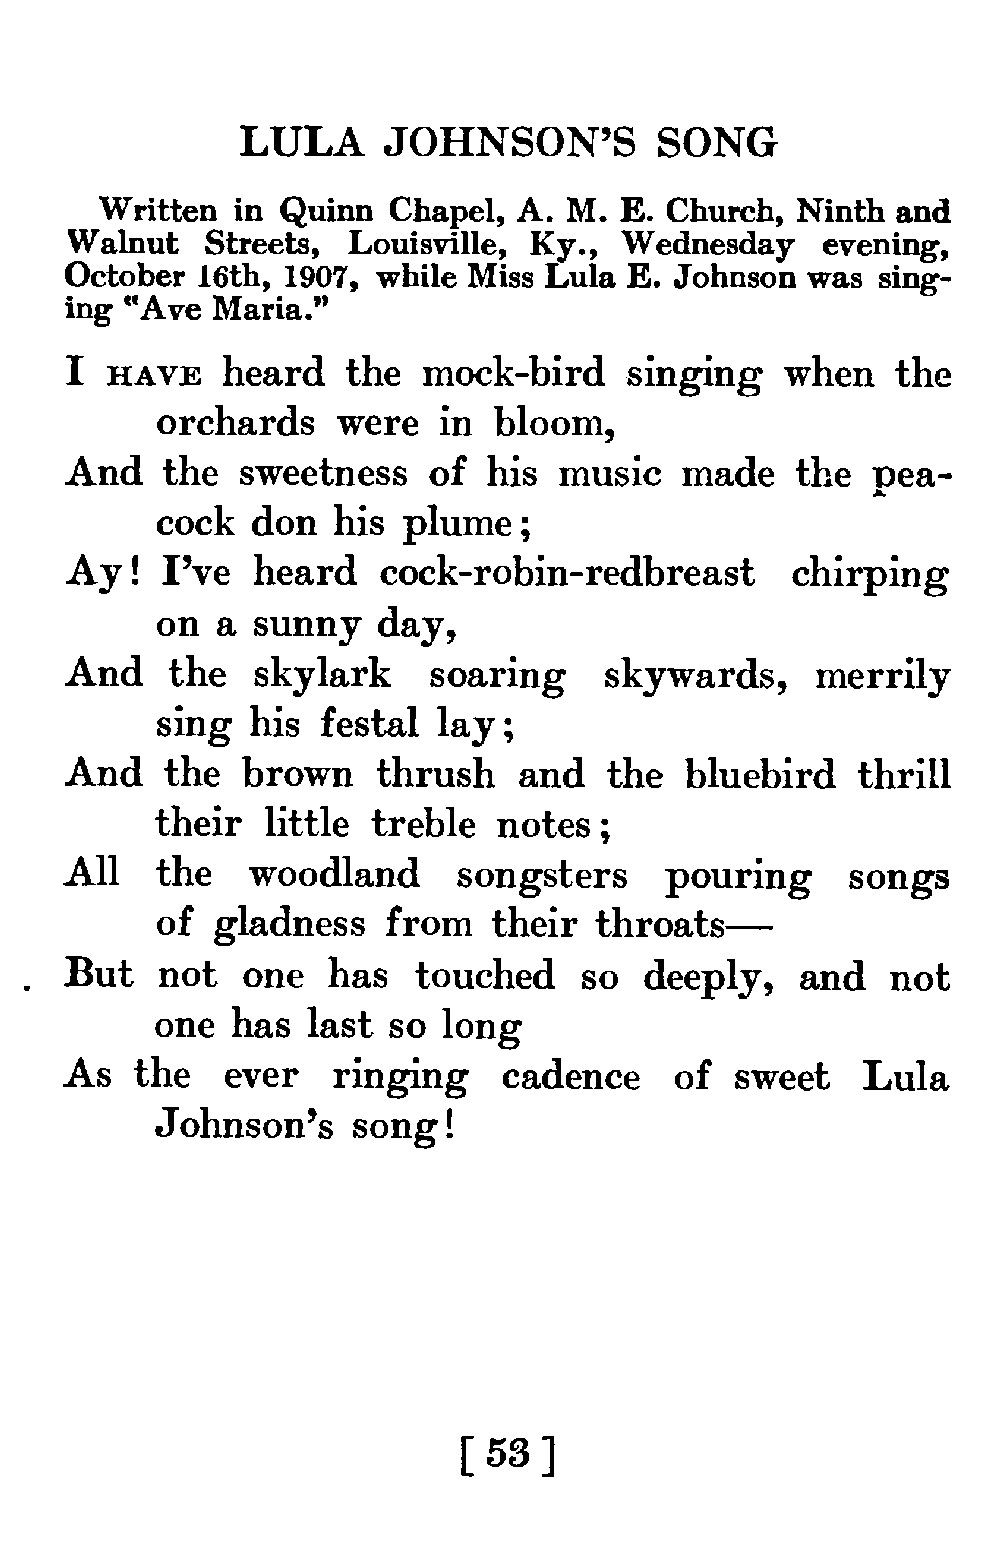 LULA JOHNSON'S SONG
Written in Quinn Chapel, A. M. E. Church, Ninth and
Walnut Streets, Louisville, Ky., Wednesday evening,
October 16th, 1907, while Miss Lula E. Johnson was sing-
ing "Ave Maria."
I HAVE heard the mock-bird singing when the
orchards were in bloom,
And the sweetness of his music made the pea-
cock don his plume;
Ay! I've heard cock-robin-redbreast chirping
on a sunny day,
And the skylark soaring skywards, merrily
sing his festal lay;
And the brown thrush and the bluebird thrill
their little treble notes;
All the woodland songsters pouring songs
of gladness from their throats—
But not one has touched so deeply, and not
one has last so long
As the ever ringing cadence of sweet Lula
Johnson's song!
[ 53 ]